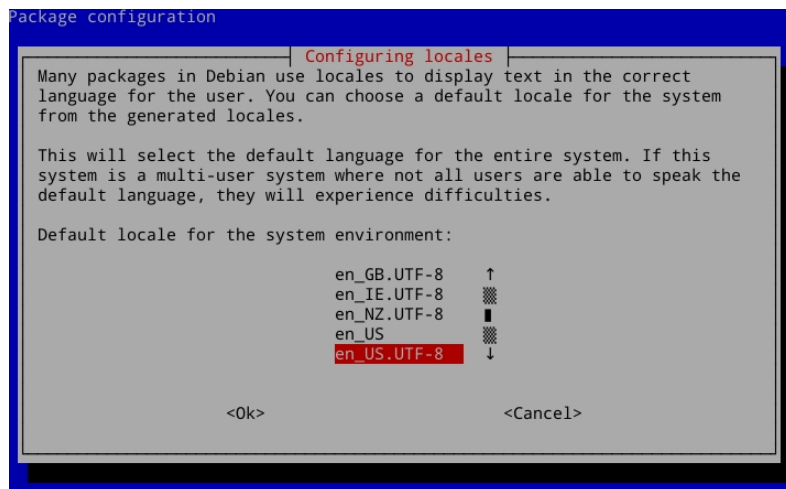 Package configuration
Configuring locales
Many packages in Debian use locales to display text in the correct
language for the user. You can choose a default locale for the system
from the generated locales.
This will select the default language for the entire system. If this
system is a multi-user system where not all users are able to speak the
default language, they will experience difficulties.
Default locale for the system environment:
en_GB.UTF-8 ↑
en_IE.UTF-8
en_NZ.UTF-8
en_US
en_US.UTF-8 ↓
<Ok> <Cancel>